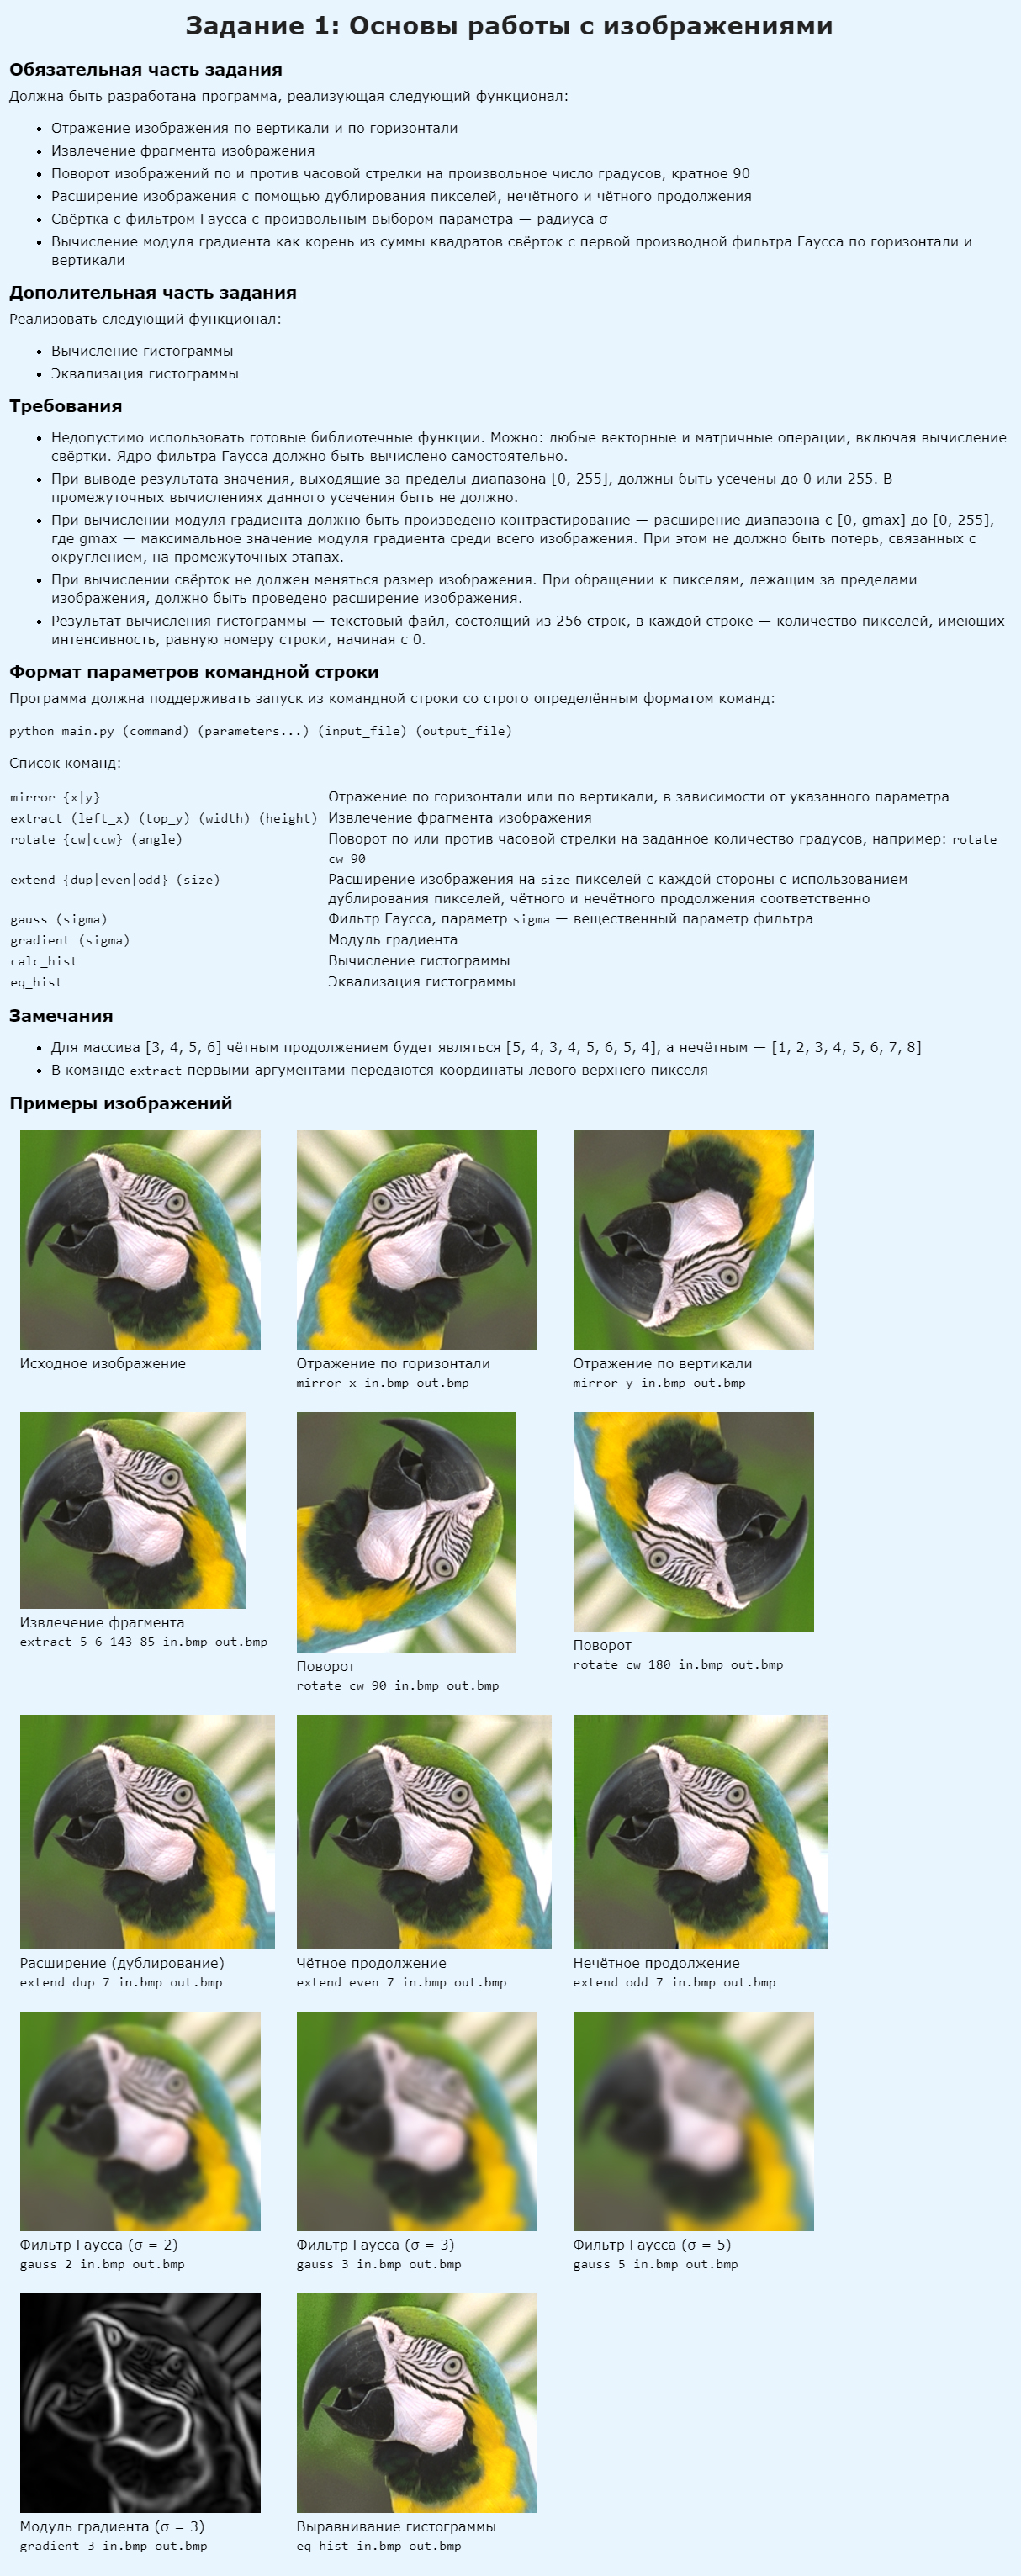 Задание 1: Основы работы с изображениями
Обязательная часть задания
Должна быть разработана программа, реализующая следующий функционал:
• Отражение изображения по вертикали и по горизонтали
• Извлечение фрагмента изображения
• Поворот изображений по и против часовой стрелки на произвольное число градусов, кратное 90
• Расширение изображения с помощью дублирования пикселей, нечётного и чётного продолжения
• Свёртка с фильтром Гаусса с произвольным выбором параметра — радиуса σ
• Вычисление модуля градиента как корень из суммы квадратов свёрток с первой производной фильтра Гаусса по горизонтали и
вертикали
Дополительная часть задания
Реализовать следующий функционал:
• Вычисление гистограммы
• Эквализация гистограммы
Требования
• Недопустимо использовать готовые библиотечные функции. Можно: любые векторные и матричные операции, включая вычисление
свёртки. Ядро фильтра Гаусса должно быть вычислено самостоятельно.
• При выводе результата значения, выходящие за пределы диапазона [0, 255], должны быть усечены до 0 или 255. В
промежуточных вычислениях данного усечения быть не должно.
• При вычислении модуля градиента должно быть произведено контрастирование — расширение диапазона с [0, gmax] до [0, 255],
где gmax — максимальное значение модуля градиента среди всего изображения. При этом не должно быть потерь, связанных с
округлением, на промежуточных этапах.
• При вычислении свёрток не должен меняться размер изображения. При обращении к пикселям, лежащим за пределами
изображения, должно быть проведено расширение изображения.
• Результат вычисления гистограммы — текстовый файл, состоящий из 256 строк, в каждой строке — количество пикселей, имеющих
интенсивность, равную номеру строки, начиная с 0.
Формат параметров командной строки
Программа должна поддерживать запуск из командной строки со строго определённым форматом команд:
python main.py (command) (parameters...) (input_file) (output_file)
Список команд:
mirror {x|y} Отражение по горизонтали или по вертикали, в зависимости от указанного параметра
extract (left_x) (top_y) (width) (height) Извлечение фрагмента изображения
rotate {cw|ccw} (angle) Поворот по или против часовой стрелки на заданное количество градусов, например: rotate
cw 90
extend {dup|even|odd} (size) Расширение изображения на size пикселей с каждой стороны с использованием
дублирования пикселей, чётного и нечётного продолжения соответственно
gauss (sigma) Фильтр Гаусса, параметр sigma — вещественный параметр фильтра
gradient (sigma) Модуль градиента
calc_hist Вычисление гистограммы
eq_hist Эквализация гистограммы
Замечания
• Для массива [3, 4, 5, 6] чётным продолжением будет являться [5, 4, 3, 4, 5, 6, 5, 4], а нечётным — [1, 2, 3, 4, 5, 6, 7, 8]
• В команде extract первыми аргументами передаются координаты левого верхнего пикселя
Примеры изображений
Исходное изображение
Отражение по горизонтали
mirror x in.bmp out.bmp
Отражение по вертикали
mirror y in.bmp out.bmp
Извлечение фрагмента
extract 5 6 143 85 in.bmp out.bmp
Поворот
rotate cw 90 in.bmp out.bmp
Поворот
rotate cw 180 in.bmp out.bmp
Расширение (дублирование)
extend dup 7 in.bmp out.bmp
Чётное продолжение
extend even 7 in.bmp out.bmp
Нечётное продолжение
extend odd 7 in.bmp out.bmp
Фильтр Гаусса (σ = 2)
gauss 2 in.bmp out.bmp
Фильтр Гаусса (σ = 3)
gauss 3 in.bmp out.bmp
Фильтр Гаусса (σ = 5)
gauss 5 in.bmp out.bmp
Модуль градиента (σ = 3)
gradient 3 in.bmp out.bmp
Выравнивание гистограммы
eq_hist in.bmp out.bmp